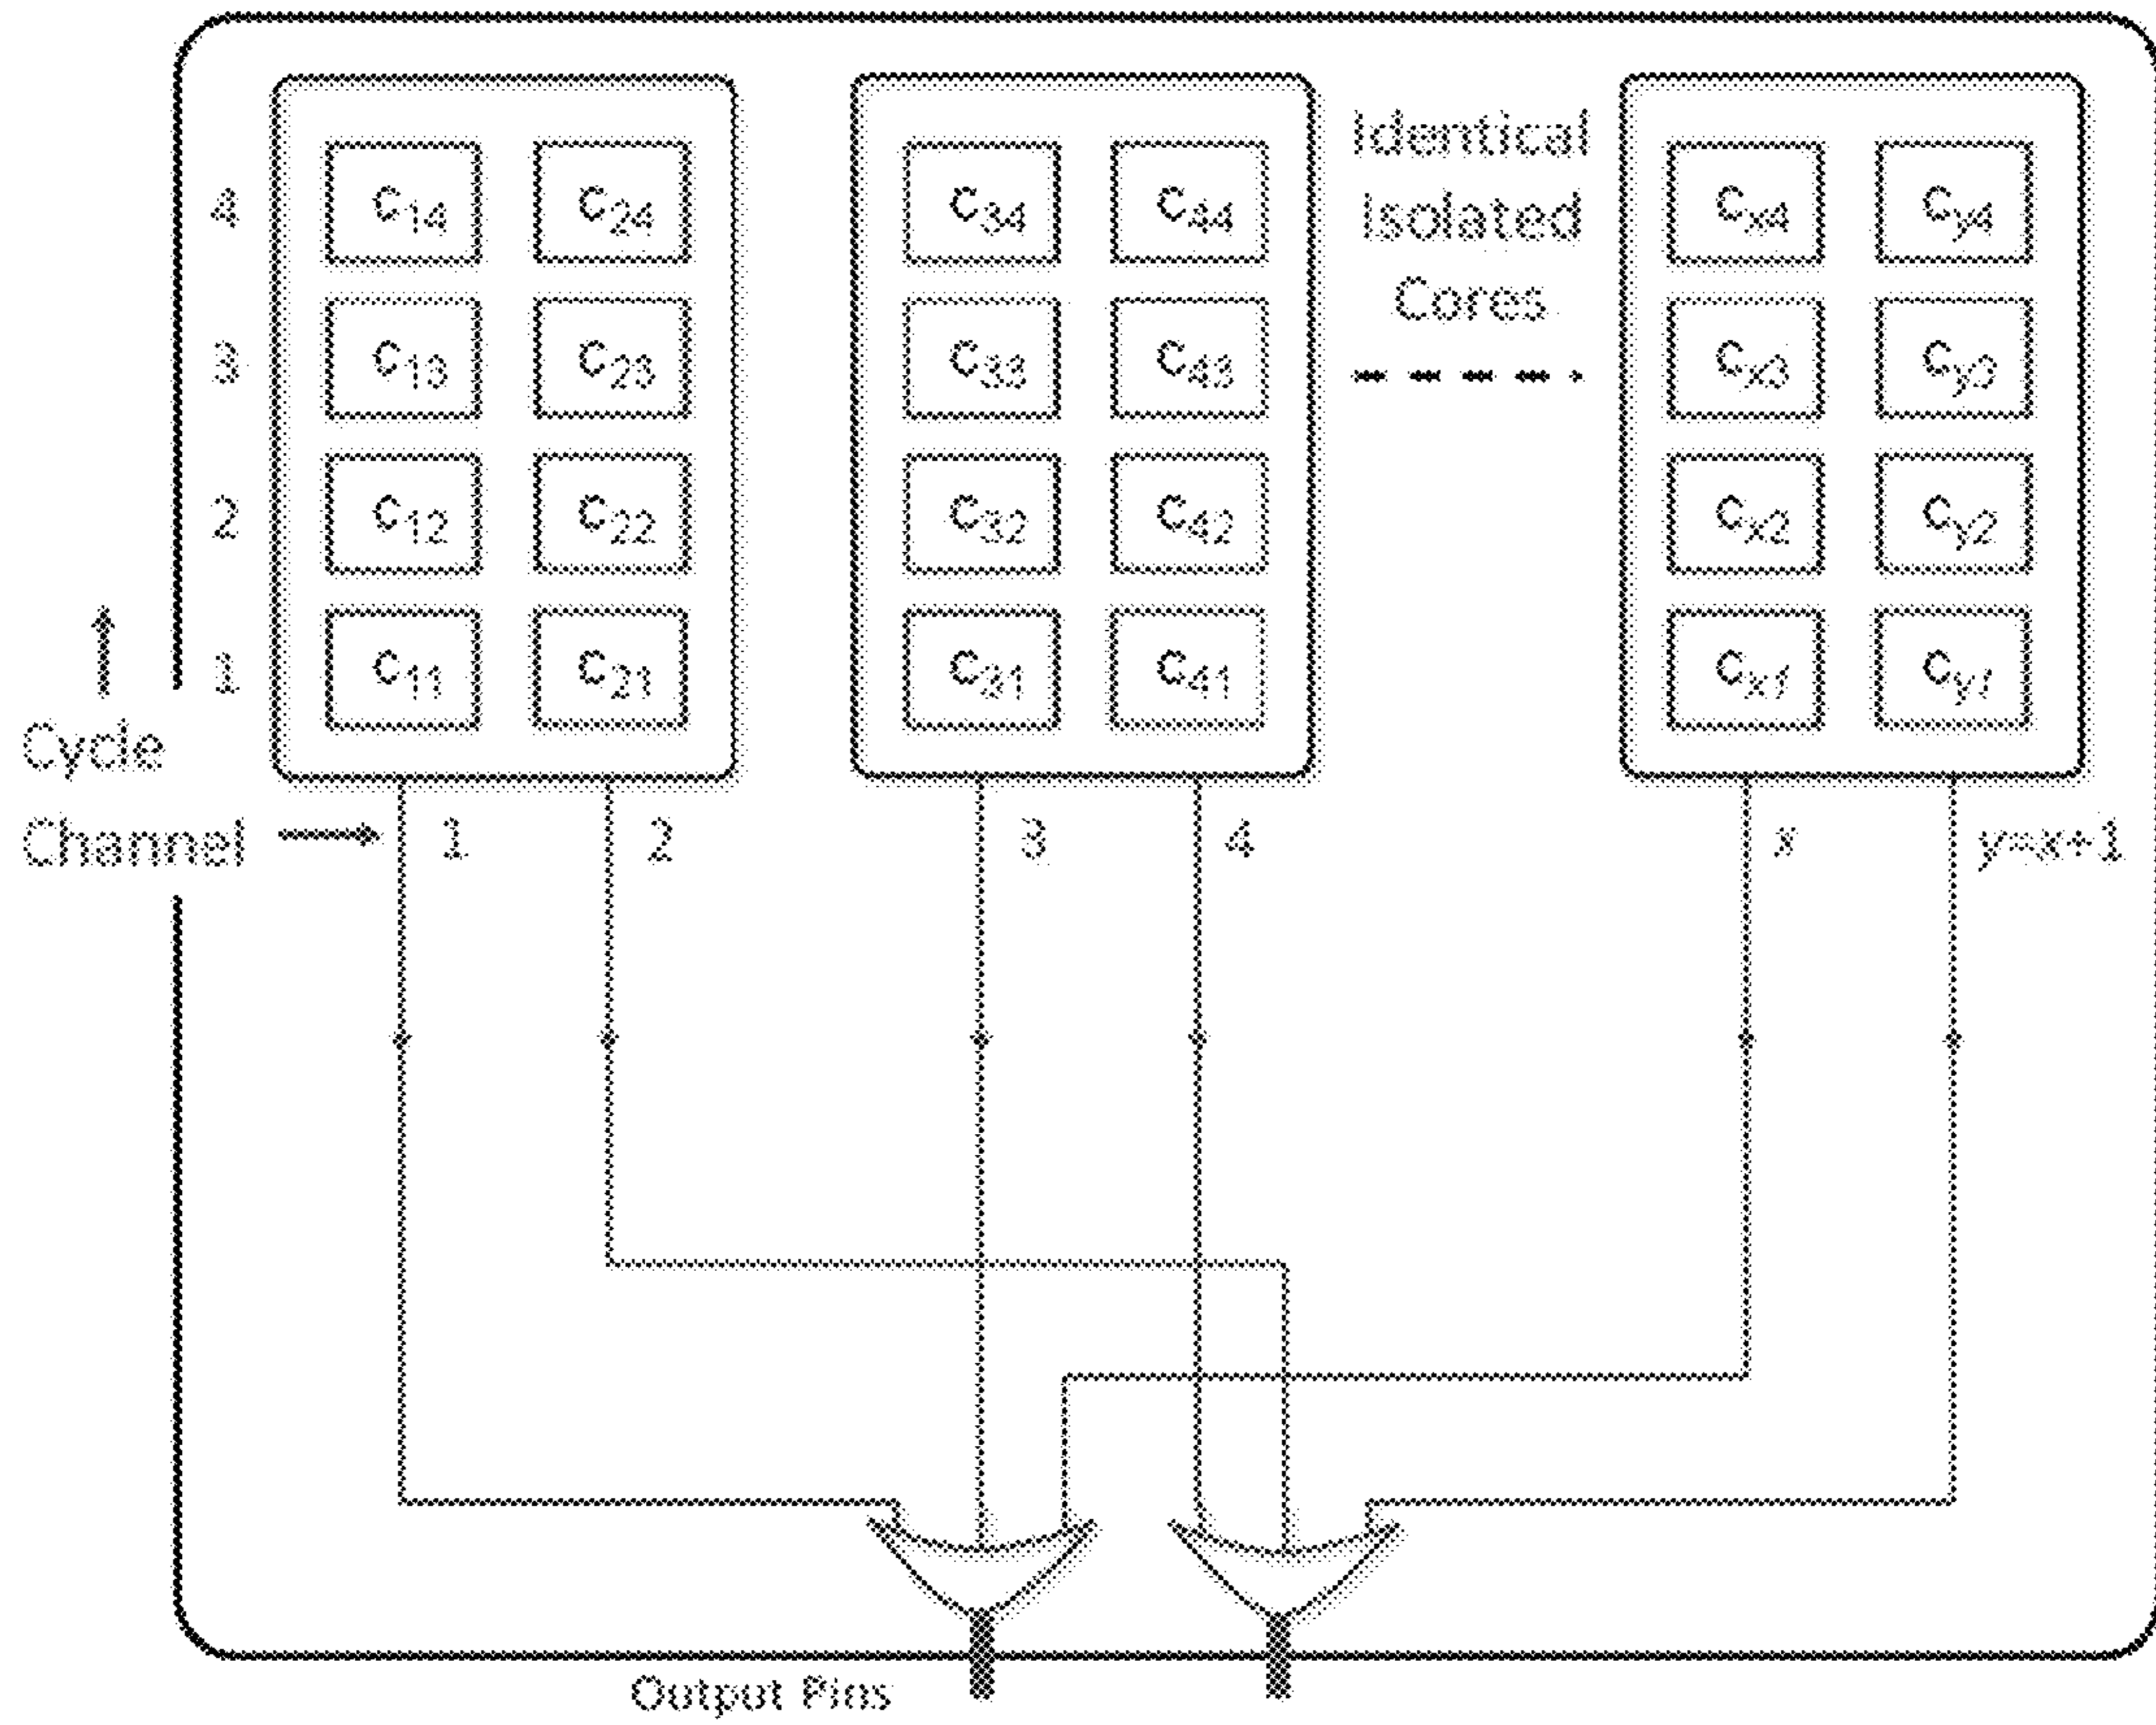 Identical
Isolated
Cores
4 c14 c24 c34 c44 cx4 cy4
3 c13 c23 c33 c43 cx3 cy3
2 c12 c22 c32 c42 cx2 cy2
1 c11 c21 c31 c41 cx1 cy1
Cycle
Channel 1 2 3 4 x y=x+1
Output Pins